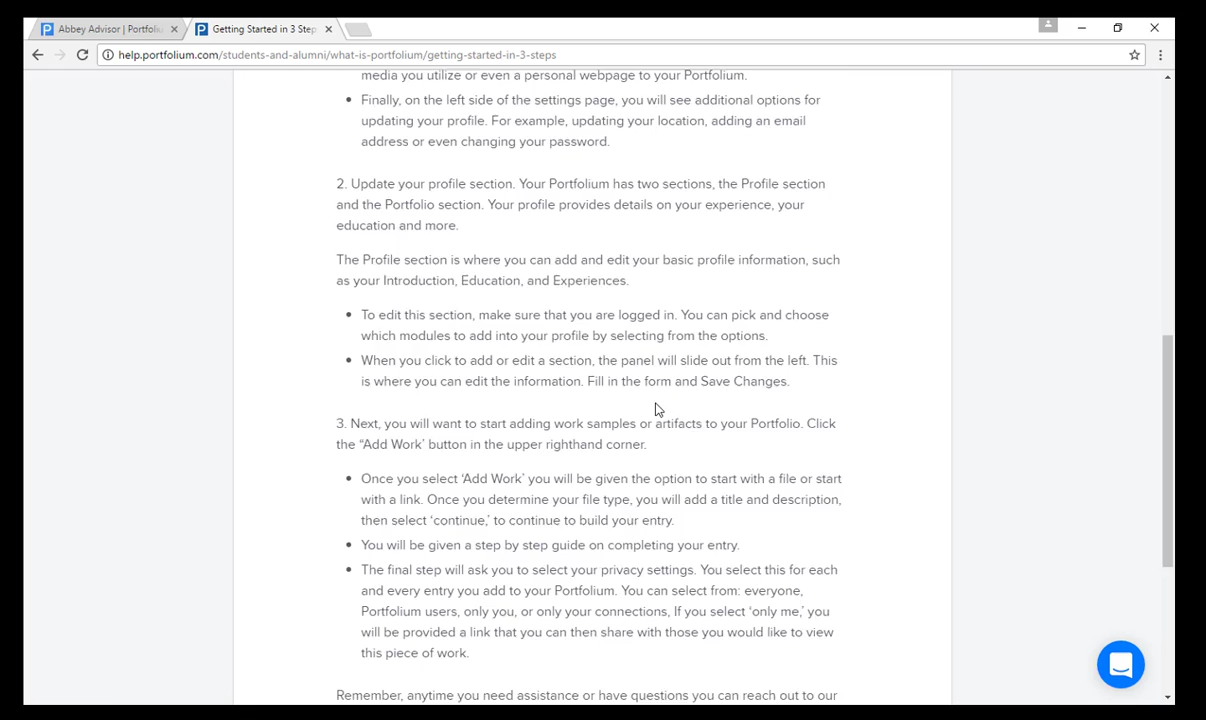 Abbey Advisor | Portfoliu
Getting Started in 3 Step
help.portfolium.com/students-and-alumni/what-is-portfolium/getting-started-in-3-steps
media you utilize or even a personal webpage to your Portfolium.
Finally, on the left side of the settings page, you will see additional options for
updating your profile. For example, updating your location, adding an email
address or even changing your password.
2. Update your profile section. Your Portfolium has two sections, the Profile section
and the Portfolio section. Your profile provides details on your experience, your
education and more.
The Profile section is where you can add and edit your basic profile information, such
as your Introduction, Education, and Experiences.
To edit this section, make sure that you are logged in. You can pick and choose
which modules to add into your profile by selecting from the options.
When you click to add or edit a section, the panel will slide out from the left. This
is where you can edit the information. Fill in the form and Save Changes.
3. Next, you will want to start adding work samples or artifacts to your Portfolio. Click
the “Add Work’ button in the upper righthand corner.
Once you select ‘Add Work’ you will be given the option to start with a file or start
with a link. Once you determine your file type, you will add a title and description,
then select ‘continue,’ to continue to build your entry.
You will be given a step by step guide on completing your entry.
The final step will ask you to select your privacy settings. You select this for each
and every entry you add to your Portfolium. You can select from: everyone,
Portfolium users, only you, or only your connections, If you select ‘only me,’ you
will be provided a link that you can then share with those you would like to view
this piece of work.
Remember, anytime you need assistance or have questions you can reach out to our